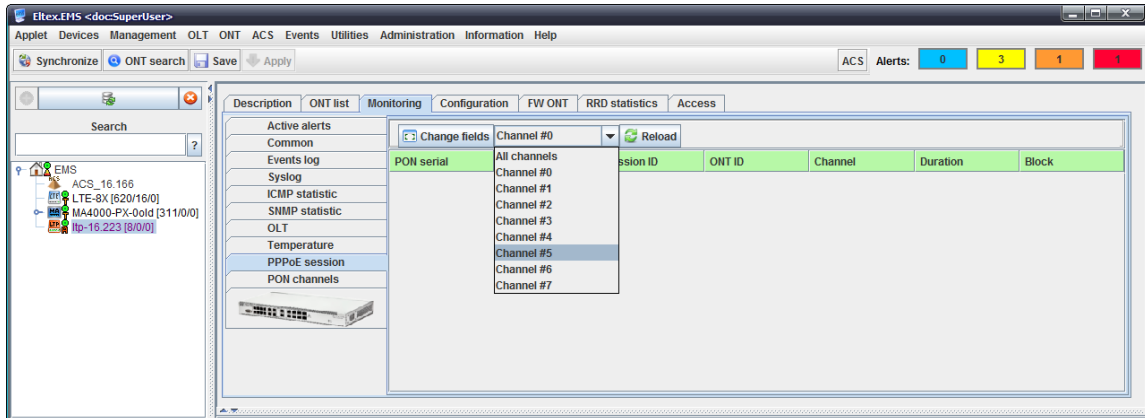 Eltex.EMS <doc:SuperUser>
Applet Devices Management OLT ONT ACS Events Utilities Administration Information Help
Synchronize ONT search Save Apply ACS Alerts: 0 3 1 1
Search
?
EMS
ACS_16.166
LTE-8X [620/16/0]
MA4000-PX-0old [311/0/0]
ltp-16.223 [8/0/0]
Description ONT list Monitoring Configuration FW ONT RRD statistics Access
Active alerts
Common
Events log
Syslog
ICMP statistic
SNMP statistic
OLT
Temperature
PPPoE session
PON channels
Change fields Channel #0 Reload
PON serial ssion ID ONT ID Channel Duration Block
All channels
Channel #0
Channel #1
Channel #2
Channel #3
Channel #4
Channel #5
Channel #6
Channel #7